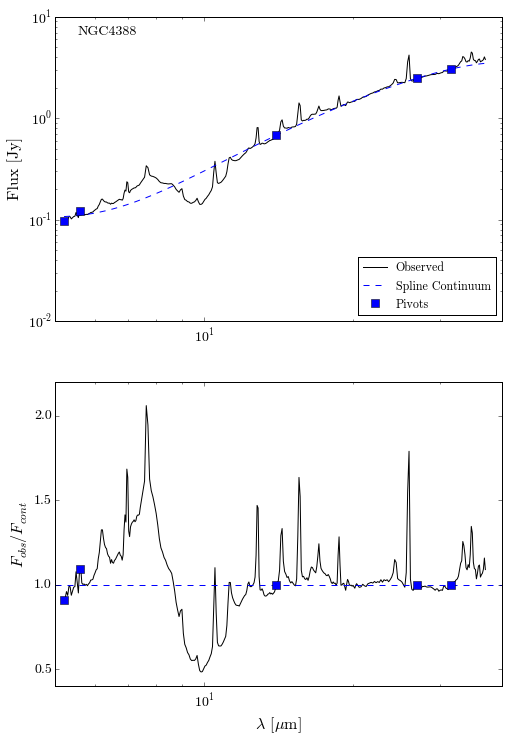 NGC4388
Flux [Jy]
10^1
10^0
10^-1
10^-2
10^1
Observed
Spline Continuum
Pivots
F_obs/F_cont
2.0
1.5
1.0
0.5
10^1
λ [μm]